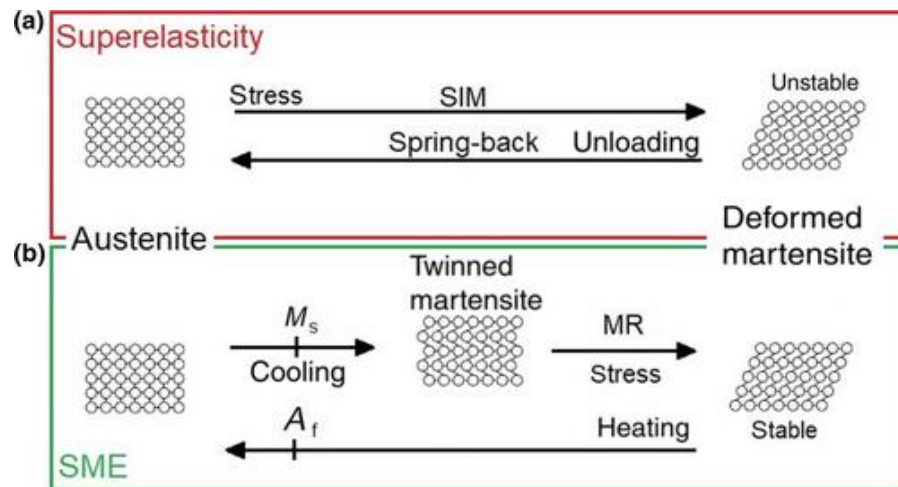 (a)
Superelasticity
Unstable
Stress SIM
Spring-back Unloading
Austenite
Deformed
martensite
(b)
Twinned
martensite
Ms
Cooling
MR
Stress
Af
Heating
Stable
SME